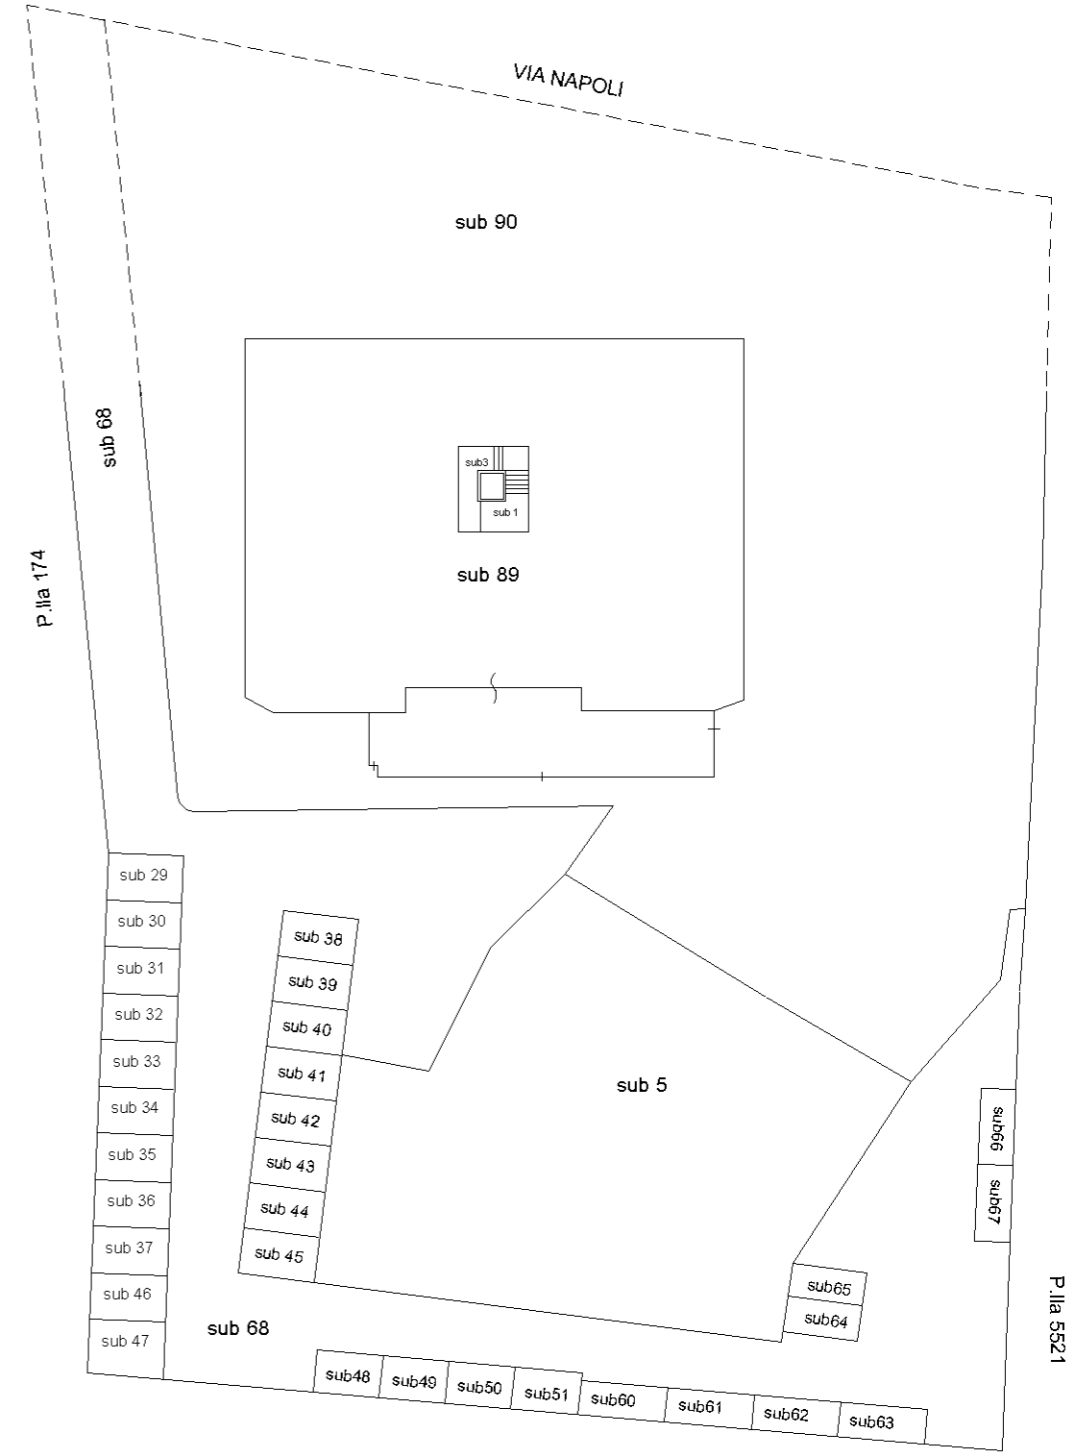 VIA NAPOLI
sub 90
sub 68
sub3
sub 1
P.lla 174
sub 89
sub 29
sub 30
sub 31
sub 32
sub 33
sub 34
sub 35
sub 36
sub 37
sub 46
sub 47
sub 38
sub 39
sub 40
sub 41
sub 42
sub 43
sub 44
sub 45
sub 5
sub66
sub67
sub65
sub64
P.lla 5521
sub 68
sub48
sub49
sub50
sub51
sub60
sub61
sub62
sub63